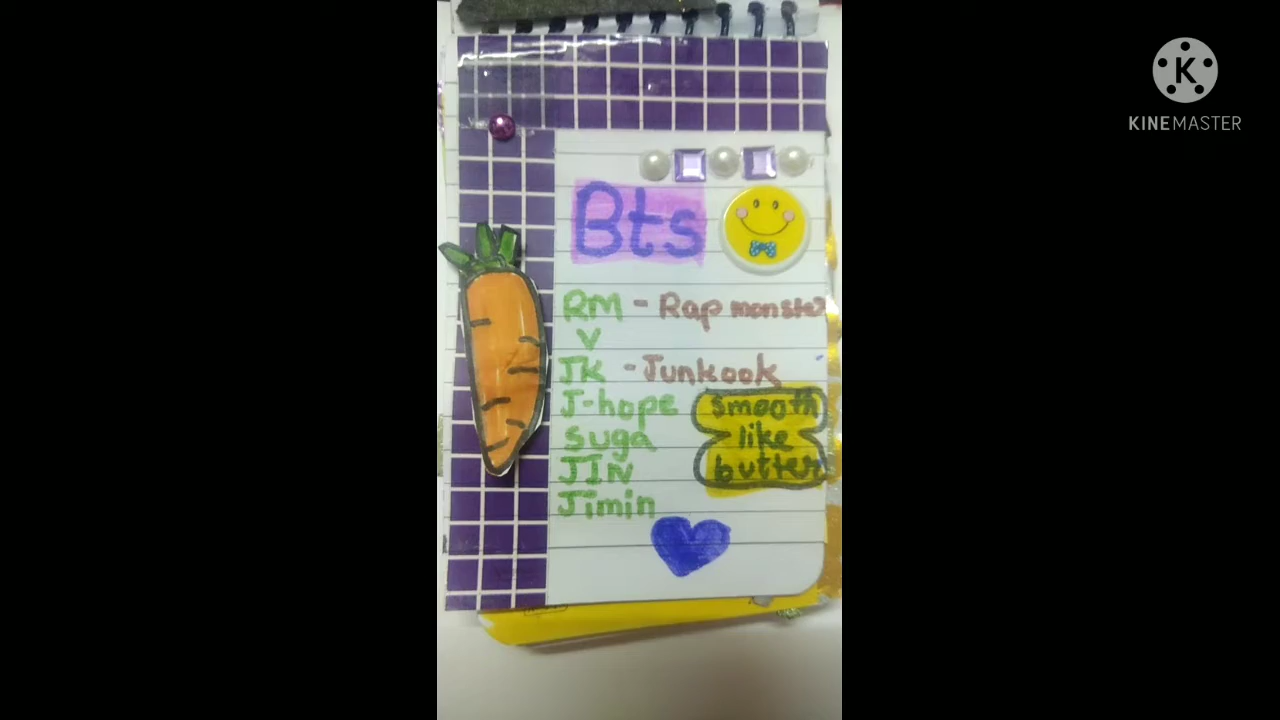 Bts
RM - Rap monster
V
JK - Junkook
J-hope
suga
JIN
Jimin
smooth
like
butter
K
KINEMASTER